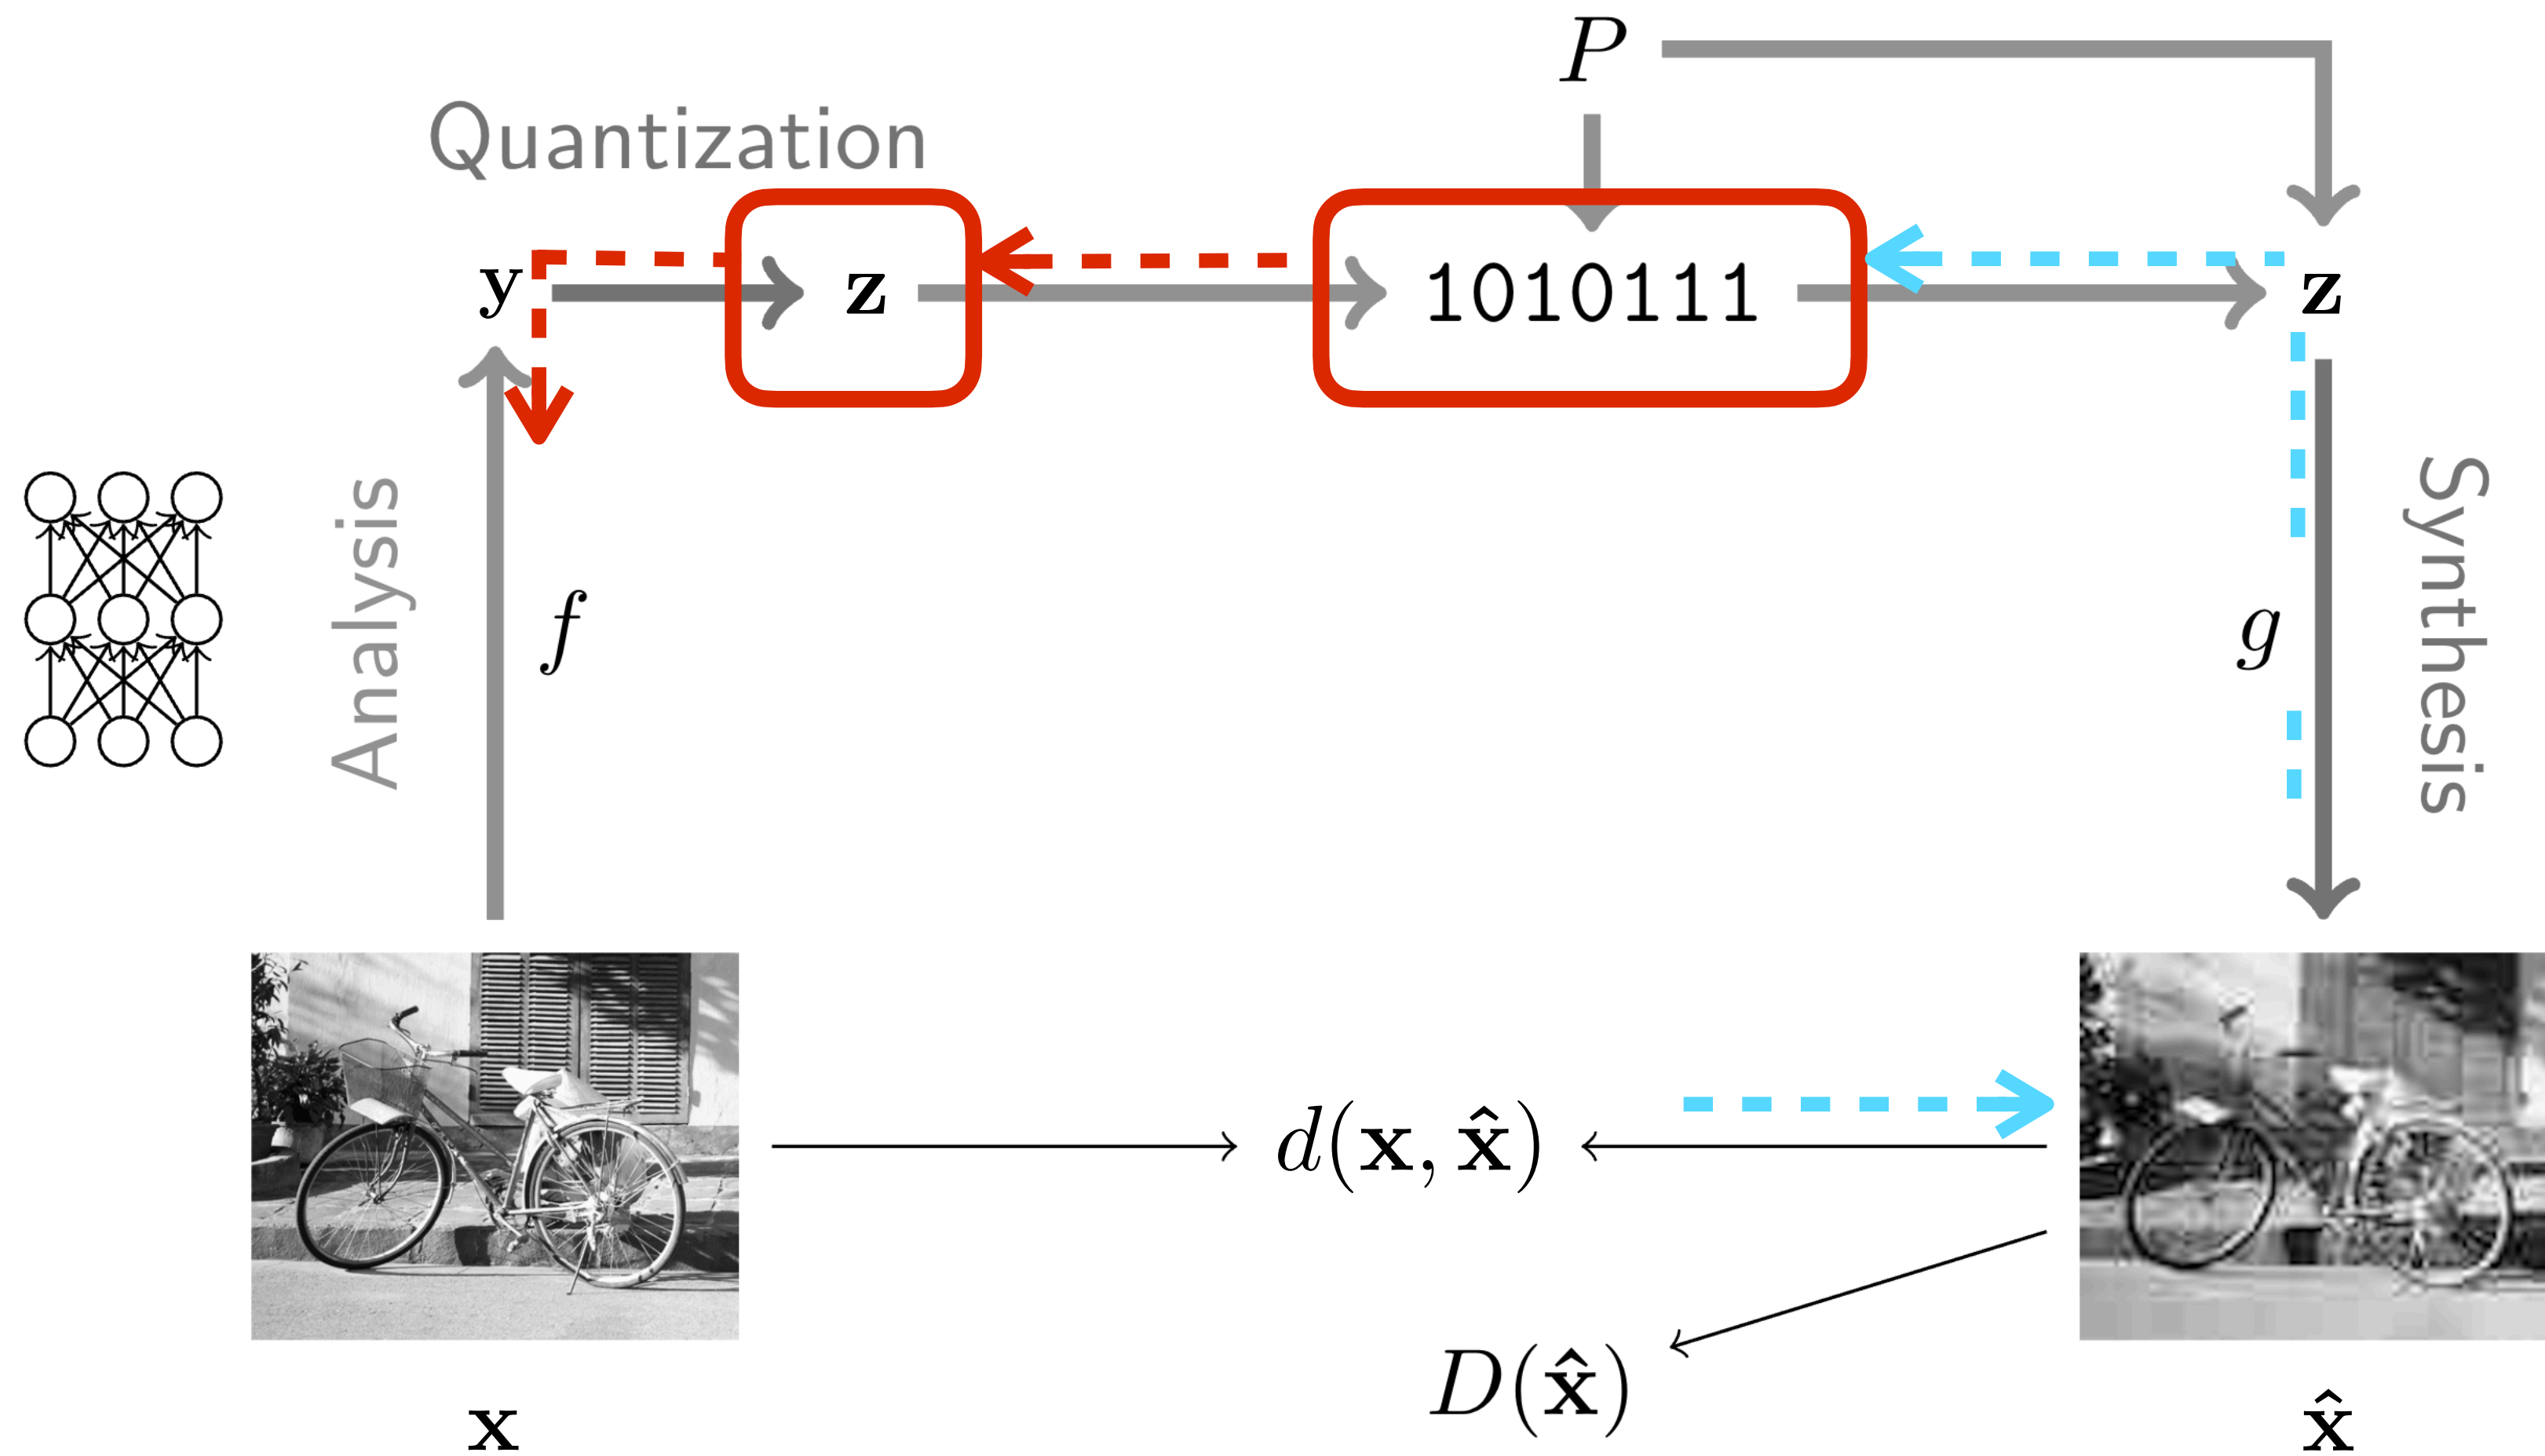 P
Quantization
y
z
1010111
z
Analysis
f
g
Synthesis
d(x, x̂)
D(x̂)
x
x̂